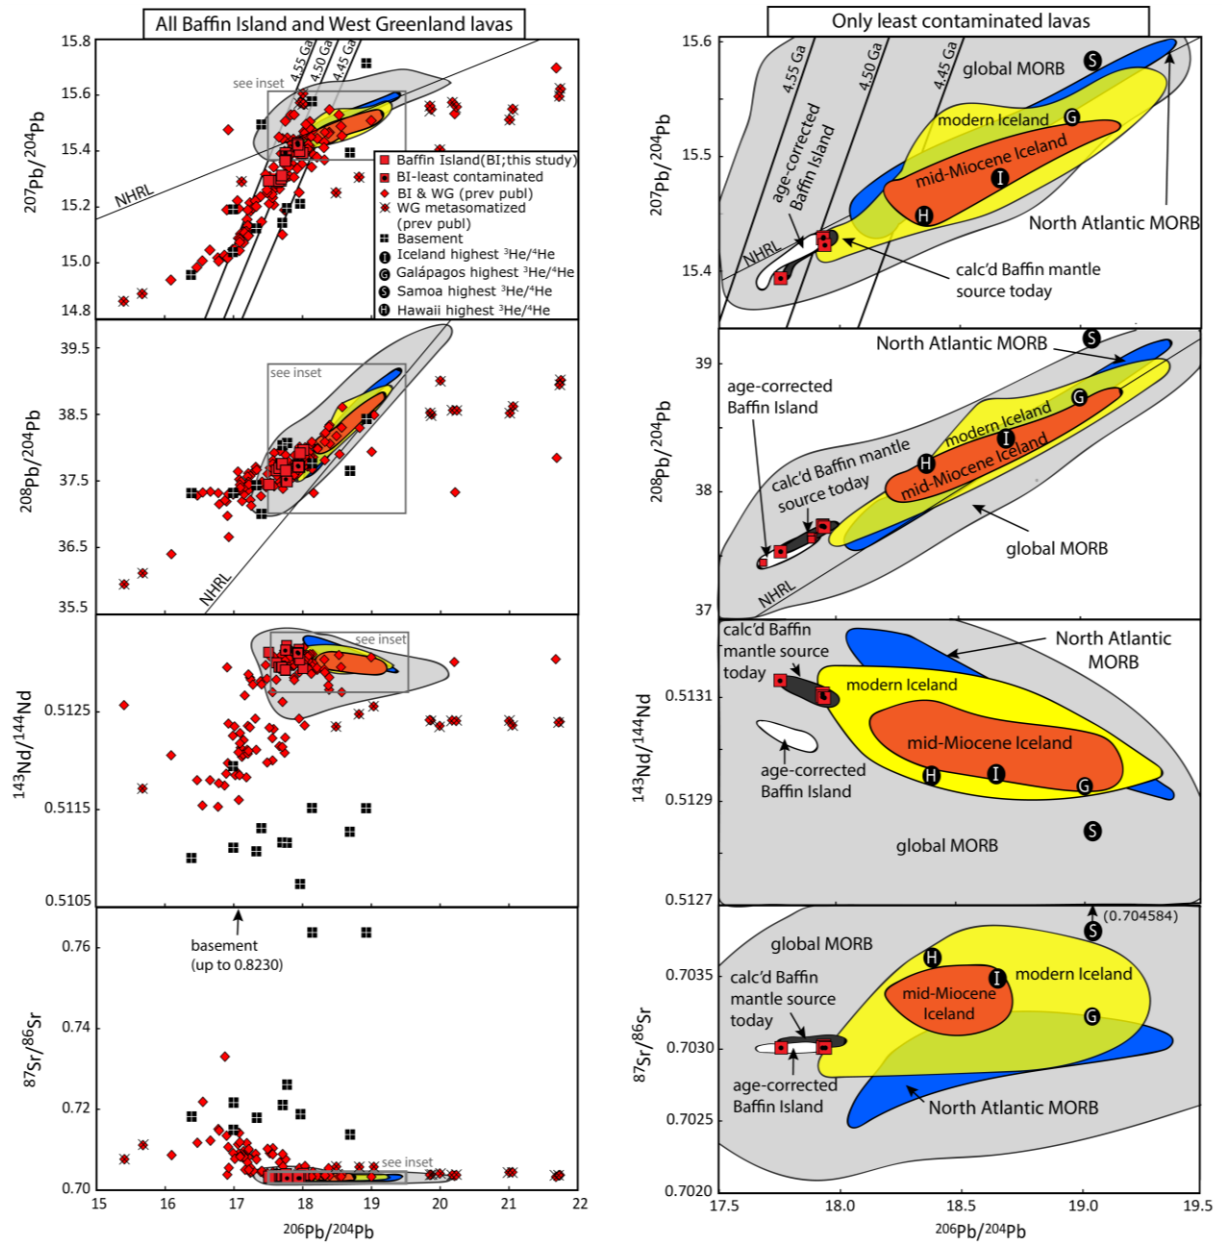 All Baffin Island and West Greenland lavas
15.8
15.6
15.4
15.2
15.0
14.8
207Pb/204Pb
4.55 Ga
4.50 Ga
4.45 Ga
see inset
NHRL
Baffin Island(BI;this study)
BI-least contaminated
BI & WG (prev publ)
WG metasomatized
(prev publ)
Basement
I Iceland highest ³He/⁴He
G Galápagos highest ³He/⁴He
S Samoa highest ³He/⁴He
H Hawaii highest ³He/⁴He
39.5
38.5
37.5
36.5
35.5
208Pb/204Pb
see inset
NHRL
0.5125
0.5115
0.5105
143Nd/144Nd
see inset
0.76
0.74
0.72
0.70
87Sr/86Sr
basement
(up to 0.8230)
see inset
15 16 17 18 19 20 21 22
206Pb/204Pb
Only least contaminated lavas
15.6
15.5
15.4
207Pb/204Pb
4.55 Ga
4.50 Ga
4.45 Ga
global MORB
S
G
modern Iceland
mid-Miocene Iceland
I
H
age-corrected
Baffin Island
NHRL
North Atlantic MORB
calc'd Baffin mantle
source today
39
38
37
208Pb/204Pb
North Atlantic MORB
S
age-corrected
Baffin Island
G
modern Iceland
I
H
mid-Miocene Iceland
calc'd Baffin mantle
source today
global MORB
NHRL
0.5131
0.5129
0.5127
143Nd/144Nd
calc'd Baffin
mantle source
today
North Atlantic
MORB
modern Iceland
mid-Miocene Iceland
age-corrected
Baffin Island
H
I
G
S
global MORB
0.7035
0.7030
0.7025
0.7020
87Sr/86Sr
(0.704584)
S
global MORB
H
I
modern Iceland
calc'd Baffin
mantle source
today
mid-Miocene
Iceland
G
age-corrected
Baffin Island
North Atlantic MORB
17.5 18.0 18.5 19.0 19.5
206Pb/204Pb